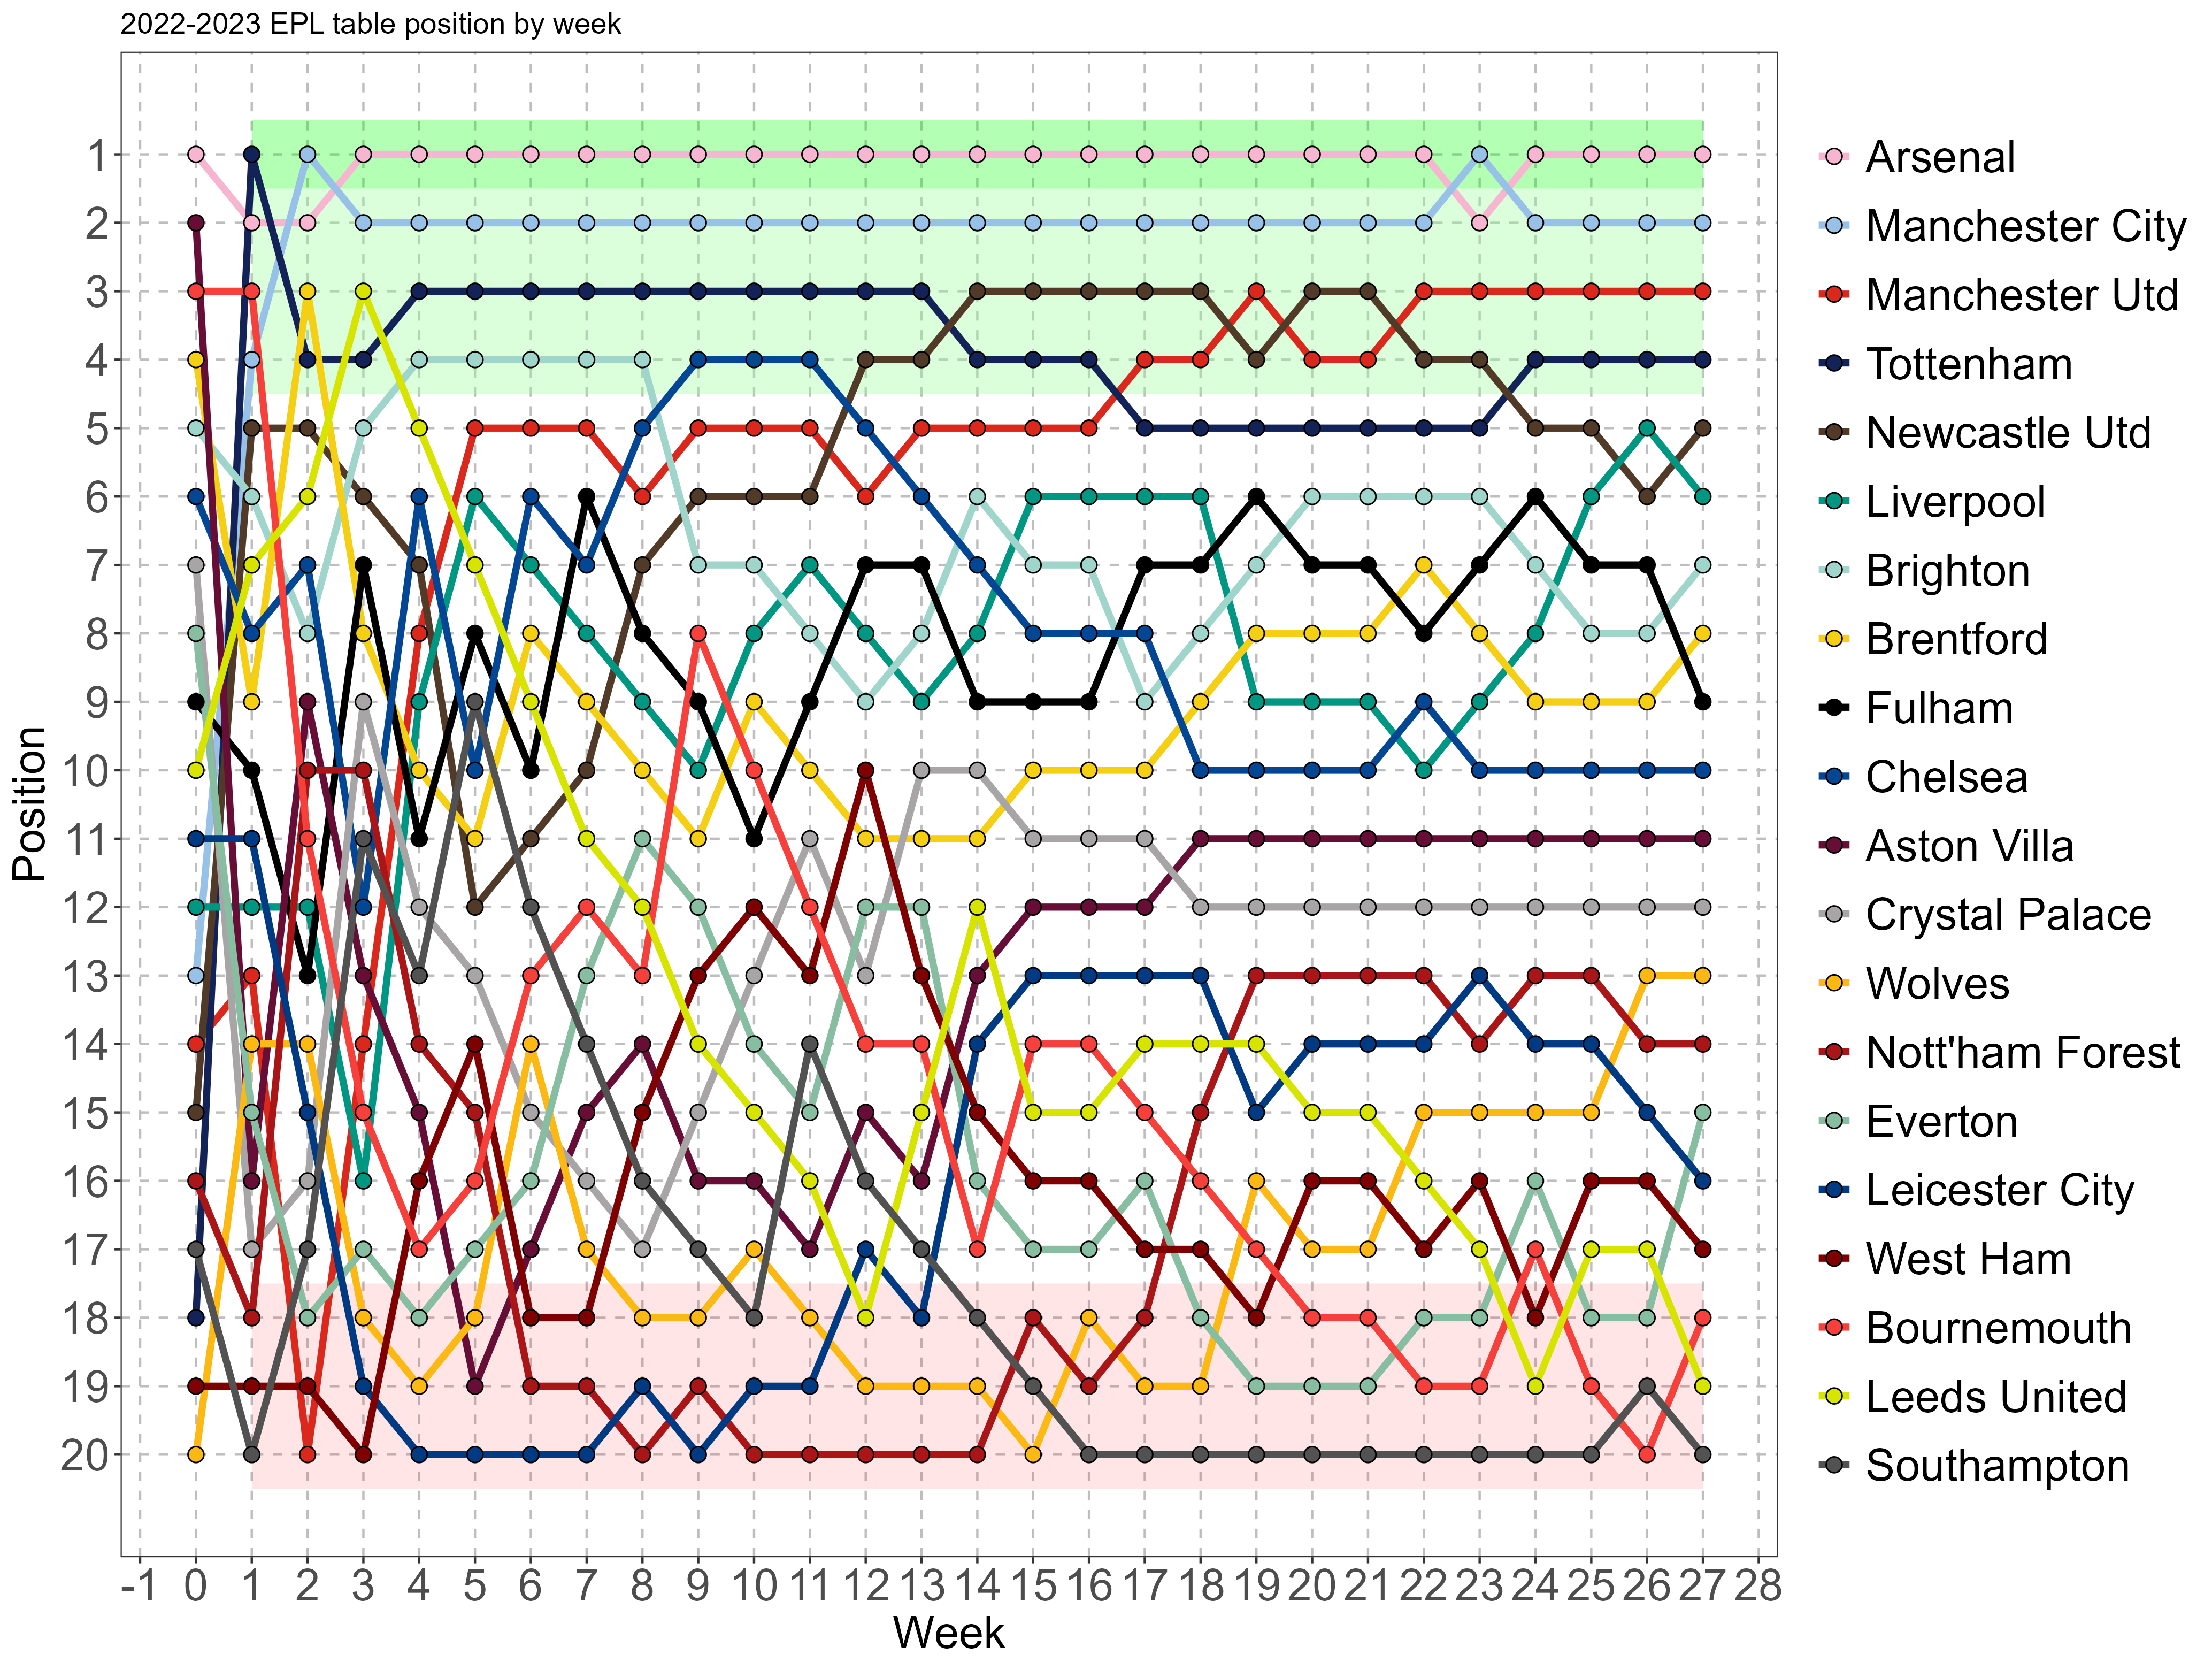 2022-2023 EPL table position by week
Position
1
2
3
4
5
6
7
8
9
10
11
12
13
14
15
16
17
18
19
20
-1 0 1 2 3 4 5 6 7 8 9 10 11 12 13 14 15 16 17 18 19 20 21 22 23 24 25 26 27 28
Week
Arsenal
Manchester City
Manchester Utd
Tottenham
Newcastle Utd
Liverpool
Brighton
Brentford
Fulham
Chelsea
Aston Villa
Crystal Palace
Wolves
Nott'ham Forest
Everton
Leicester City
West Ham
Bournemouth
Leeds United
Southampton